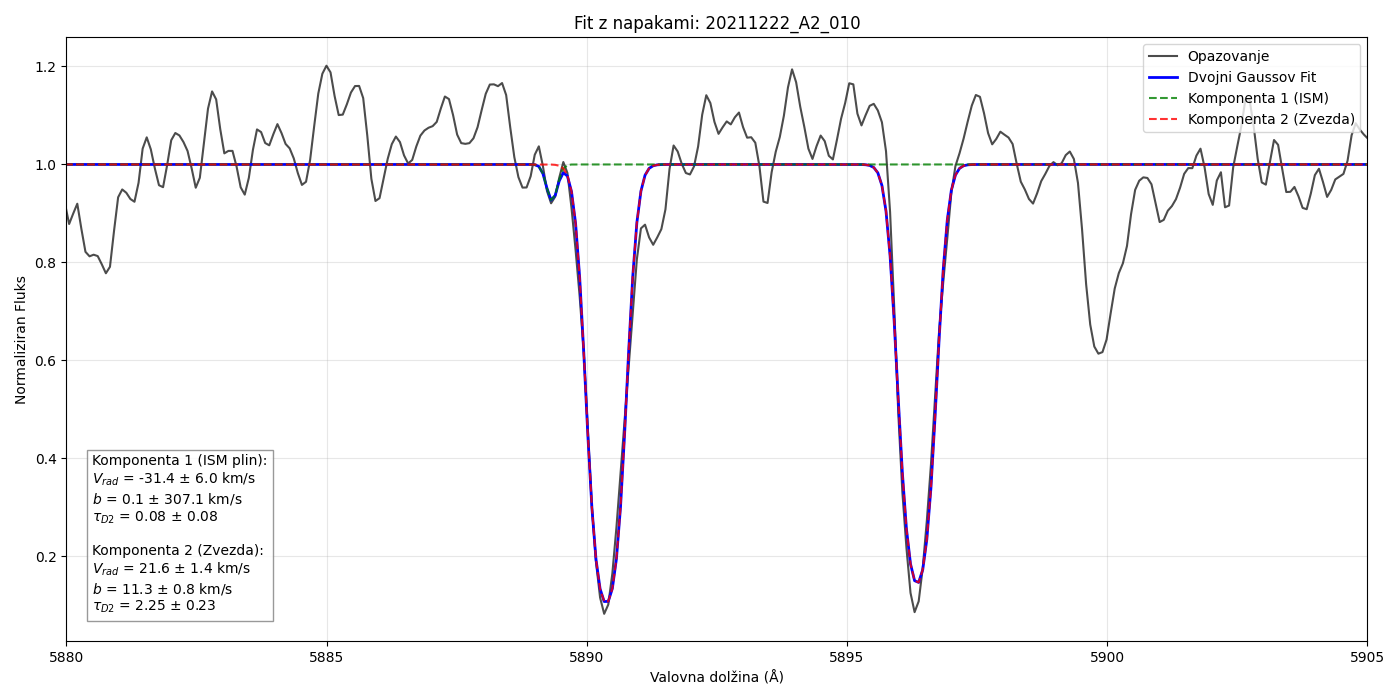 Fit z napakami: 20211222_A2_010
Opazovanje
Dvojni Gaussov Fit
Komponenta 1 (ISM)
Komponenta 2 (Zvezda)
Normaliziran Fluks
1.2
1.0
0.8
0.6
0.4
0.2
Komponenta 1 (ISM plin):
V_rad = -31.4 ± 6.0 km/s
b = 0.1 ± 307.1 km/s
τ_D2 = 0.08 ± 0.08
Komponenta 2 (Zvezda):
V_rad = 21.6 ± 1.4 km/s
b = 11.3 ± 0.8 km/s
τ_D2 = 2.25 ± 0.23
5880 5885 5890 5895 5900 5905
Valovna dolžina (Å)